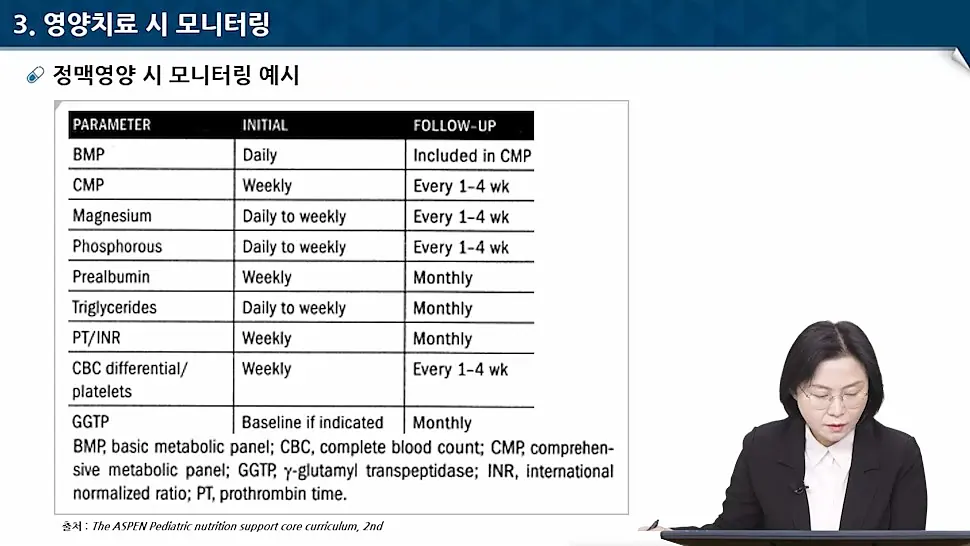 3. 영양치료 시 모니터링
정맥영양 시 모니터링 예시
PARAMETER INITIAL FOLLOW-UP
BMP Daily Included in CMP
CMP Weekly Every 1–4 wk
Magnesium Daily to weekly Every 1–4 wk
Phosphorous Daily to weekly Every 1–4 wk
Prealbumin Weekly Monthly
Triglycerides Daily to weekly Monthly
PT/INR Weekly Monthly
CBC differential/ Weekly Every 1–4 wk
platelets
GGTP Baseline if indicated Monthly
BMP, basic metabolic panel; CBC, complete blood count; CMP, comprehen-
sive metabolic panel; GGTP, γ-glutamyl transpeptidase; INR, international
normalized ratio; PT, prothrombin time.
출처 : The ASPEN Pediatric nutrition support core curriculum, 2nd